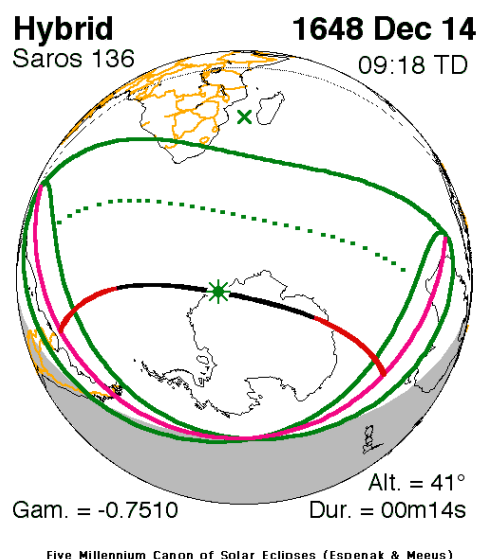 Hybrid
1648 Dec 14
Saros 136
09:18 TD
Alt. = 41°
Gam. = -0.7510
Dur. = 00m14s
Five Millennium Canon of Solar Eclipses (Espenak & Meeus)